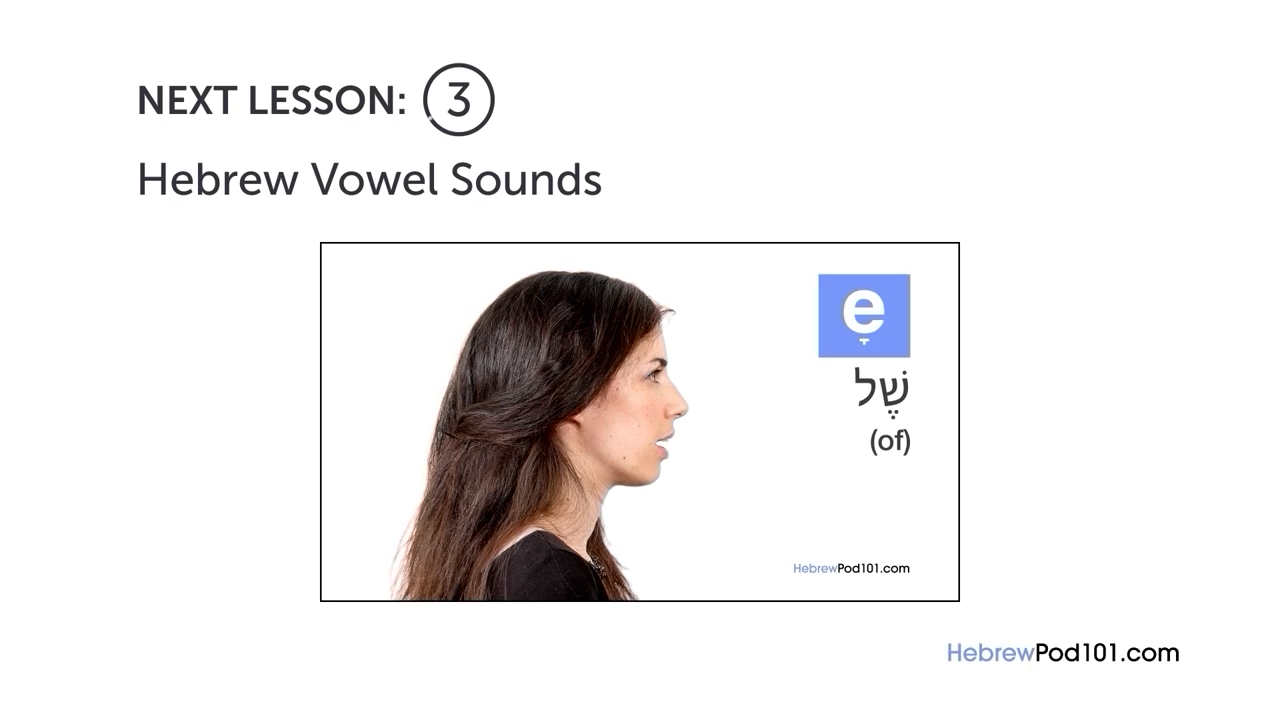 NEXT LESSON: 3
Hebrew Vowel Sounds
e̞
שֶׁל
(of)
HebrewPod101.com
HebrewPod101.com